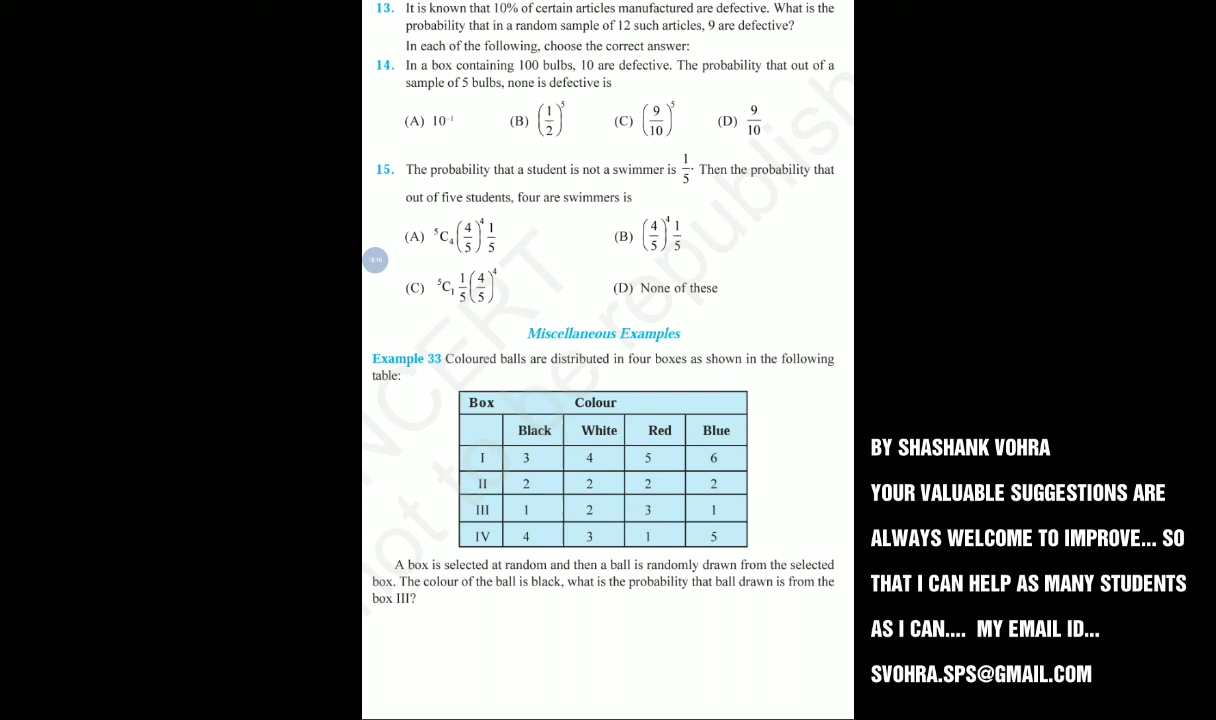 13. It is known that 10% of certain articles manufactured are defective. What is the
probability that in a random sample of 12 such articles, 9 are defective?
In each of the following, choose the correct answer:
14. In a box containing 100 bulbs, 10 are defective. The probability that out of a
sample of 5 bulbs, none is defective is
(A) 10⁻¹ (B) (1/2)⁵ (C) (9/10)⁵ (D) 9/10
15. The probability that a student is not a swimmer is 1/5. Then the probability that
out of five students, four are swimmers is
(A) ⁵C₄ (4/5)⁴ 1/5 (B) (4/5)⁴ 1/5
(C) ⁵C₁ 1/5 (4/5)⁴ (D) None of these
Miscellaneous Examples
Example 33 Coloured balls are distributed in four boxes as shown in the following
table:
Box Colour
Black White Red Blue
I 3 4 5 6
II 2 2 2 2
III 1 2 3 1
IV 4 3 1 5
A box is selected at random and then a ball is randomly drawn from the selected
box. The colour of the ball is black, what is the probability that ball drawn is from the
box III?
NCERT
not to be republish
BY SHASHANK VOHRA
YOUR VALUABLE SUGGESTIONS ARE
ALWAYS WELCOME TO IMPROVE... SO
THAT I CAN HELP AS MANY STUDENTS
AS I CAN.... MY EMAIL ID...
SVOHRA.SPS@GMAIL.COM